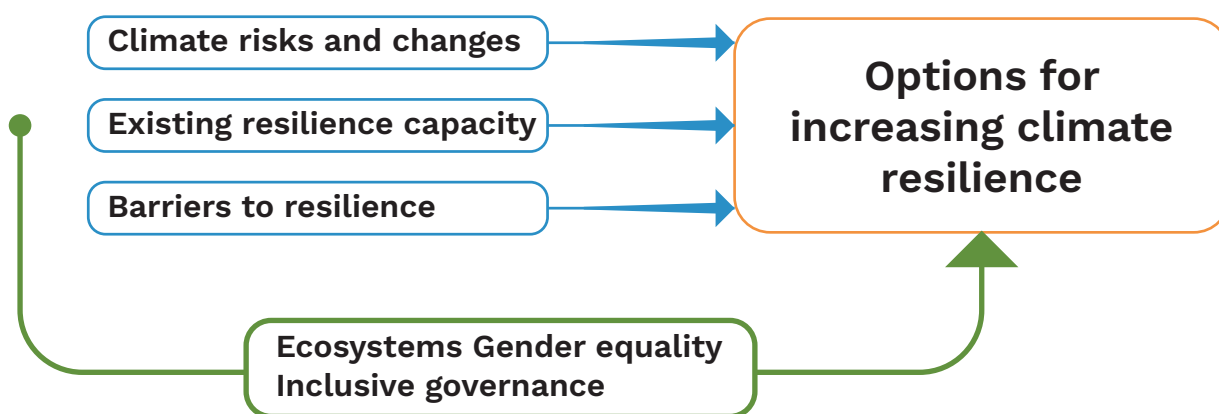 Climate risks and changes
Existing resilience capacity
Barriers to resilience
Options for
increasing climate
resilience
Ecosystems Gender equality
Inclusive governance